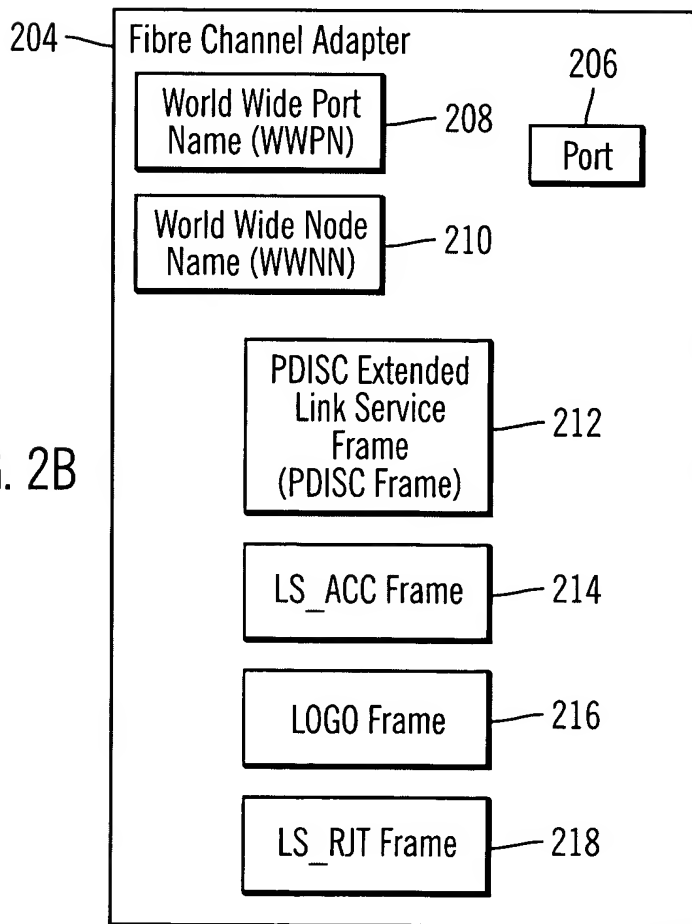 204
Fibre Channel Adapter
World Wide Port
Name (WWPN)
208
206
Port
World Wide Node
Name (WWNN)
210
PDISC Extended
Link Service
Frame
(PDISC Frame)
212
. 2B
LS_ACC Frame
214
LOGO Frame
216
LS_RJT Frame
218